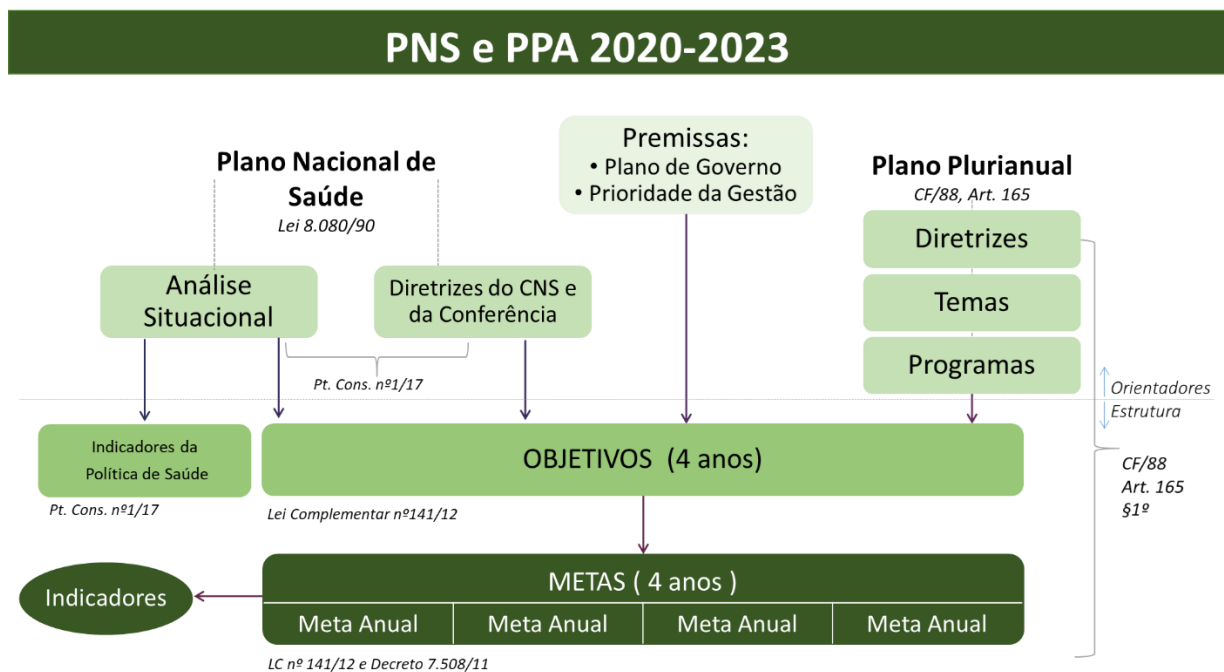 PNS e PPA 2020-2023
Plano Nacional de
Saúde
Lei 8.080/90
Premissas:
• Plano de Governo
• Prioridade da Gestão
Plano Plurianual
CF/88, Art. 165
Análise
Situacional
Diretrizes do CNS e
da Conferência
Diretrizes
Temas
Programas
Pt. Cons. nº1/17
Orientadores
Estrutura
Indicadores da
Política de Saúde
OBJETIVOS (4 anos)
Pt. Cons. nº1/17
Lei Complementar nº141/12
CF/88
Art. 165
§1º
Indicadores
METAS ( 4 anos )
Meta Anual
Meta Anual
Meta Anual
Meta Anual
LC nº 141/12 e Decreto 7.508/11